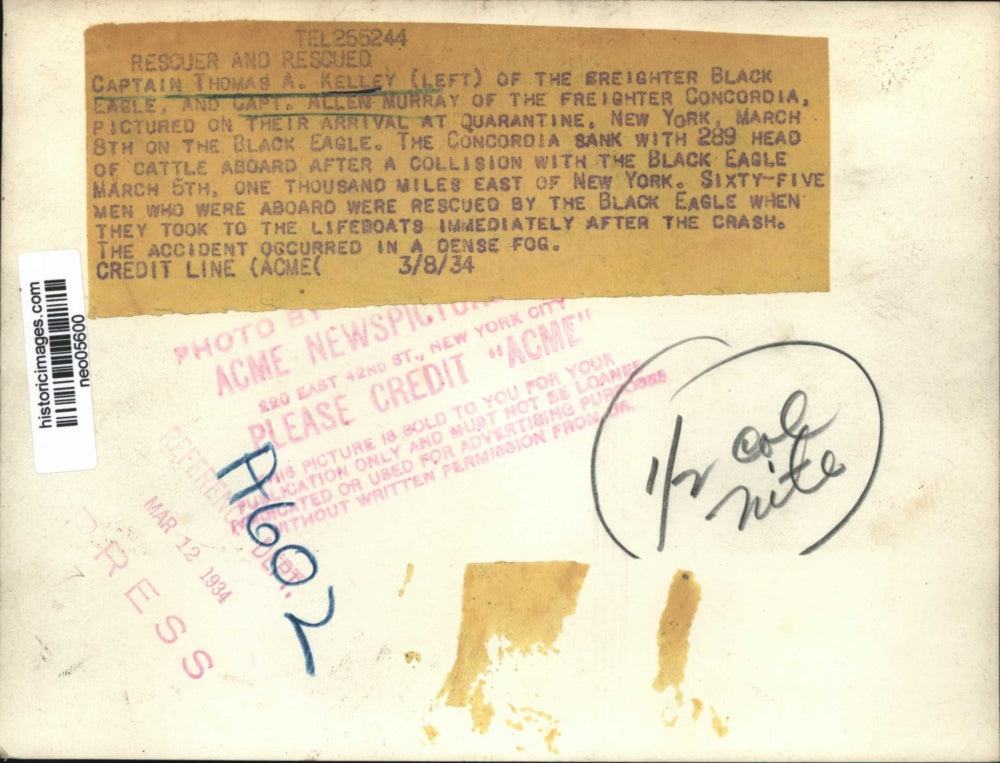 TEL255244
RESCUER AND RESCUED
CAPTAIN THOMAS A. KELLEY (LEFT) OF THE FREIGHTER BLACK
EAGLE, AND CAPT. ALLEN MURRAY OF THE FREIGHTER CONCORDIA,
PICTURED ON THEIR ARRIVAL AT QUARANTINE, NEW YORK, MARCH
8TH ON THE BLACK EAGLE. THE CONCORDIA SANK WITH 289 HEAD
OF CATTLE ABOARD AFTER A COLLISION WITH THE BLACK EAGLE
MARCH 5TH, ONE THOUSAND MILES EAST OF NEW YORK. SIXTY-FIVE
MEN WHO WERE ABOARD WERE RESCUED BY THE BLACK EAGLE WHEN
THEY TOOK TO THE LIFEBOATS IMMEDIATELY AFTER THE CRASH.
THE ACCIDENT OCCURRED IN A DENSE FOG.
CREDIT LINE (ACME( 3/8/34
historicimages.com
neo05600
PHOTO BY
ACME NEWSPICTURES
220 EAST 42ND ST., NEW YORK CITY
PLEASE CREDIT "ACME"
THIS PICTURE IS SOLD TO YOU FOR YOUR
PUBLICATION ONLY AND MUST NOT BE LOANED
SYNDICATED OR USED FOR ADVERTISING PURPOSES
WITHOUT WRITTEN PERMISSION FROM US.
REFERENCE DEPT.
MAR 12 1934
PRESS
A602
1/2 col
nite